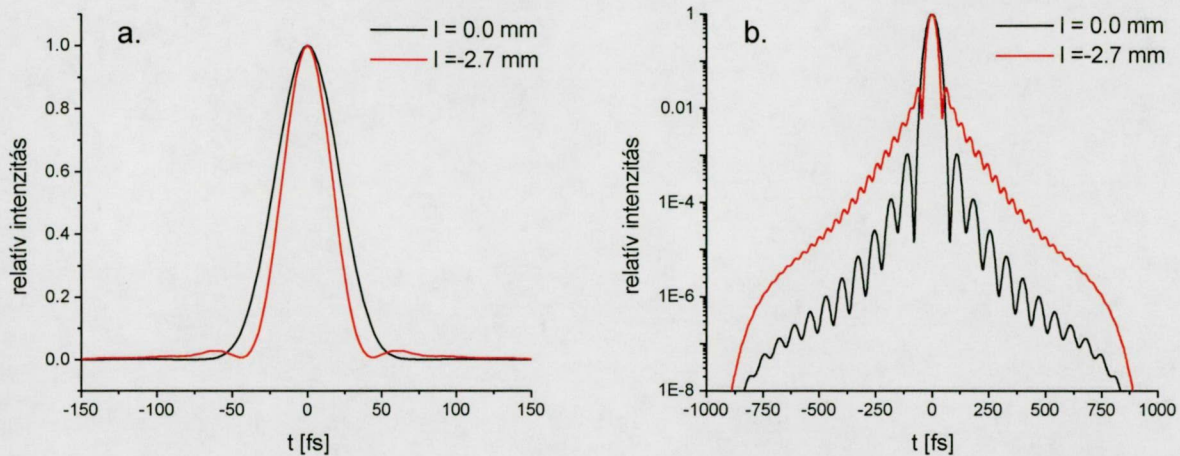 a.
l = 0.0 mm
l =-2.7 mm
1.0
0.8
0.6
0.4
0.2
0.0
relatív intenzitás
-150 -100 -50 0 50 100 150
t [fs]
b.
l = 0.0 mm
l =-2.7 mm
1
0.01
1E-4
1E-6
1E-8
relatív intenzitás
-1000 -750 -500 -250 0 250 500 750 1000
t [fs]